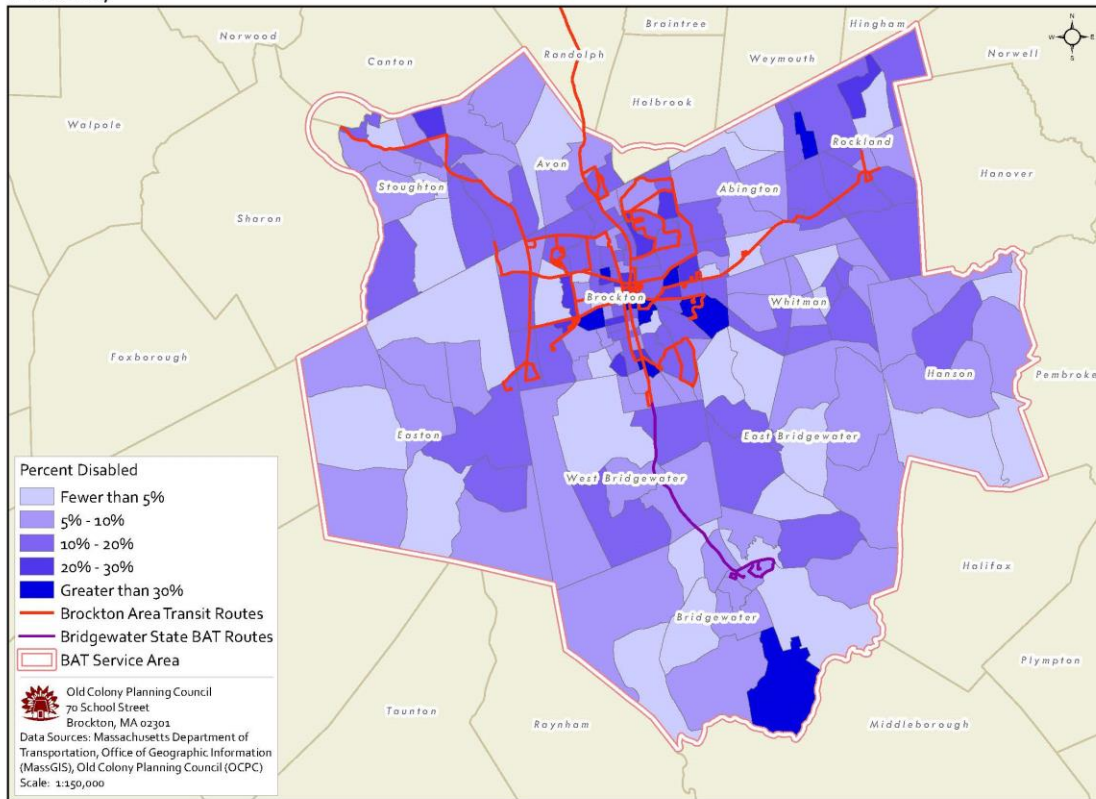 Norwood
Canton
Randolph
Braintree
Weymouth
Hingham
Norwell
N
W
S
Holbrook
Walpole
Avon
Rockland
Stoughton
Abington
Hanover
Sharon
Brockton
Whitman
Foxborough
Hanson
Pembroke
Easton
East Bridgewater
West Bridgewater
Halifax
Bridgewater
Plympton
Taunton
Raynham
Middleborough
Percent Disabled
Fewer than 5%
5% - 10%
10% - 20%
20% - 30%
Greater than 30%
Brockton Area Transit Routes
Bridgewater State BAT Routes
BAT Service Area
Old Colony Planning Council
70 School Street
Brockton, MA 02301
Data Sources: Massachusetts Department of
Transportation, Office of Geographic Information
(MassGIS), Old Colony Planning Council (OCPC)
Scale: 1:150,000